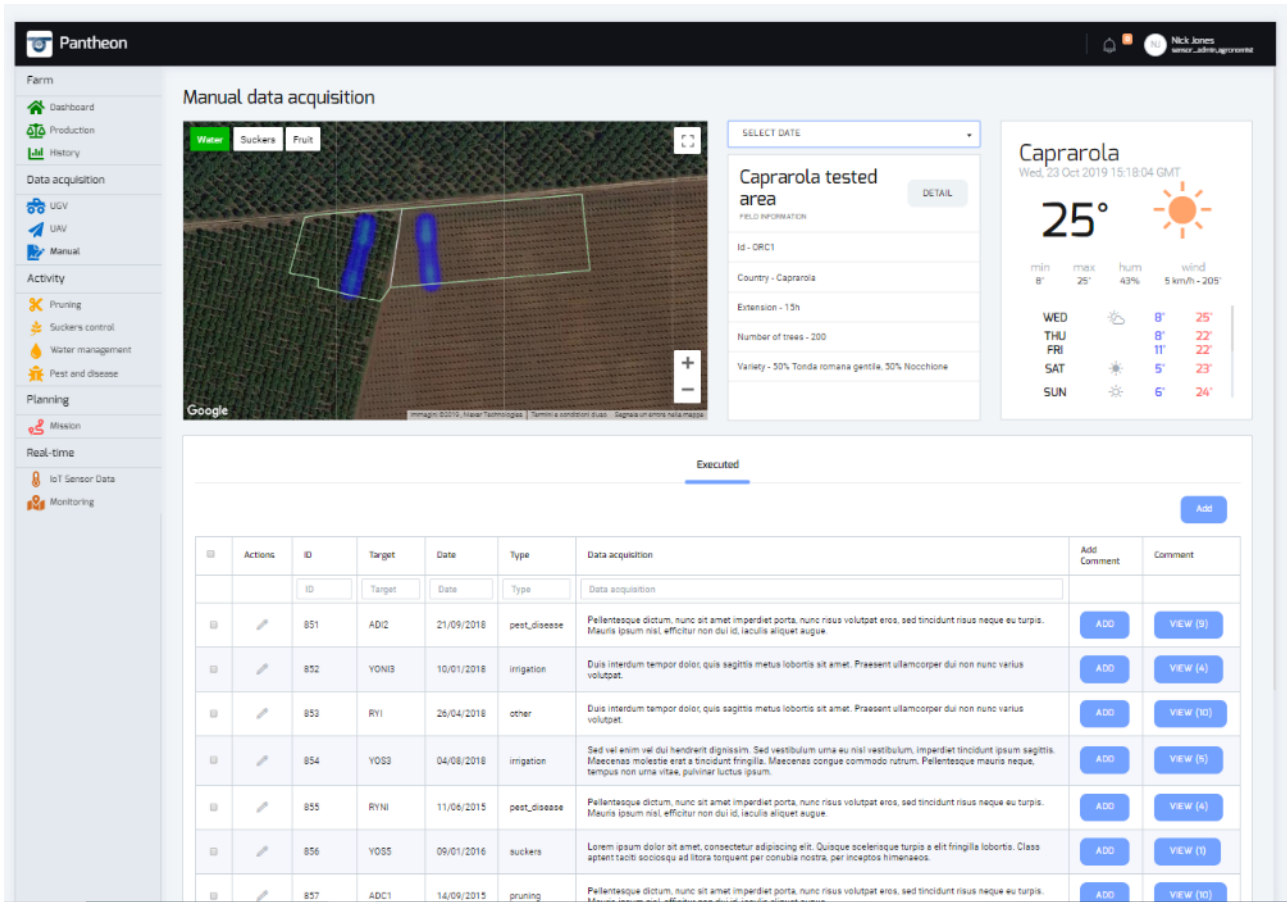 Pantheon
NJ
Nick Jones
sensor_admin,agronomist
Farm
Dashboard
Production
History
Data acquisition
UGV
UAV
Manual
Activity
Pruning
Suckers control
Water management
Pest and disease
Planning
Mission
Real-time
IoT Sensor Data
Monitoring
Manual data acquisition
Water Suckers Fruit
+
−
Google
Immagini ©2019, Maxar Technologies Termini e condizioni d'uso Segnala un errore nella mappa
SELECT DATE
Caprarola tested
area
DETAIL
FIELD INFORMATION
Id - ORC1
Country - Caprarola
Extension - 15h
Number of trees - 200
Variety - 50% Tonda romana gentile, 50% Nocchione
Caprarola
Wed, 23 Oct 2019 15:18:04 GMT
25°
min max hum wind
8° 25° 43% 5 km/h - 205°
WED 8° 25°
THU 8° 22°
FRI 11° 22°
SAT 5° 23°
SUN 6° 24°
Executed
Add
Actions ID Target Date Type Data acquisition Add Comment Comment
ID Target Date Type Data acquisition
851 ADI2 21/09/2018 pest_disease Pellentesque dictum, nunc sit amet imperdiet porta, nunc risus volutpat eros, sed tincidunt risus neque eu turpis.
Mauris ipsum nisl, efficitur non dui id, iaculis aliquet augue.
ADD VIEW (9)
852 YONI3 10/01/2018 irrigation Duis interdum tempor dolor, quis sagittis metus lobortis sit amet. Praesent ullamcorper dui non nunc varius
volutpat.
ADD VIEW (4)
853 RYI 26/04/2018 other Duis interdum tempor dolor, quis sagittis metus lobortis sit amet. Praesent ullamcorper dui non nunc varius
volutpat.
ADD VIEW (10)
854 YOS3 04/08/2018 irrigation Sed vel enim vel dui hendrerit dignissim. Sed vestibulum urna eu nisl vestibulum, imperdiet tincidunt ipsum sagittis.
Maecenas molestie erat a tincidunt fringilla. Maecenas congue commodo rutrum. Pellentesque mauris neque,
tempus non urna vitae, pulvinar luctus ipsum.
ADD VIEW (5)
855 RYNI 11/06/2015 pest_disease Pellentesque dictum, nunc sit amet imperdiet porta, nunc risus volutpat eros, sed tincidunt risus neque eu turpis.
Mauris ipsum nisl, efficitur non dui id, iaculis aliquet augue.
ADD VIEW (4)
856 YOS5 09/01/2016 suckers Lorem ipsum dolor sit amet, consectetur adipiscing elit. Quisque scelerisque turpis a elit fringilla lobortis. Class
aptent taciti sociosqu ad litora torquent per conubia nostra, per inceptos himenaeos.
ADD VIEW (1)
857 ADC1 14/09/2015 pruning Pellentesque dictum, nunc sit amet imperdiet porta, nunc risus volutpat eros, sed tincidunt risus neque eu turpis.
ADD VIEW (10)